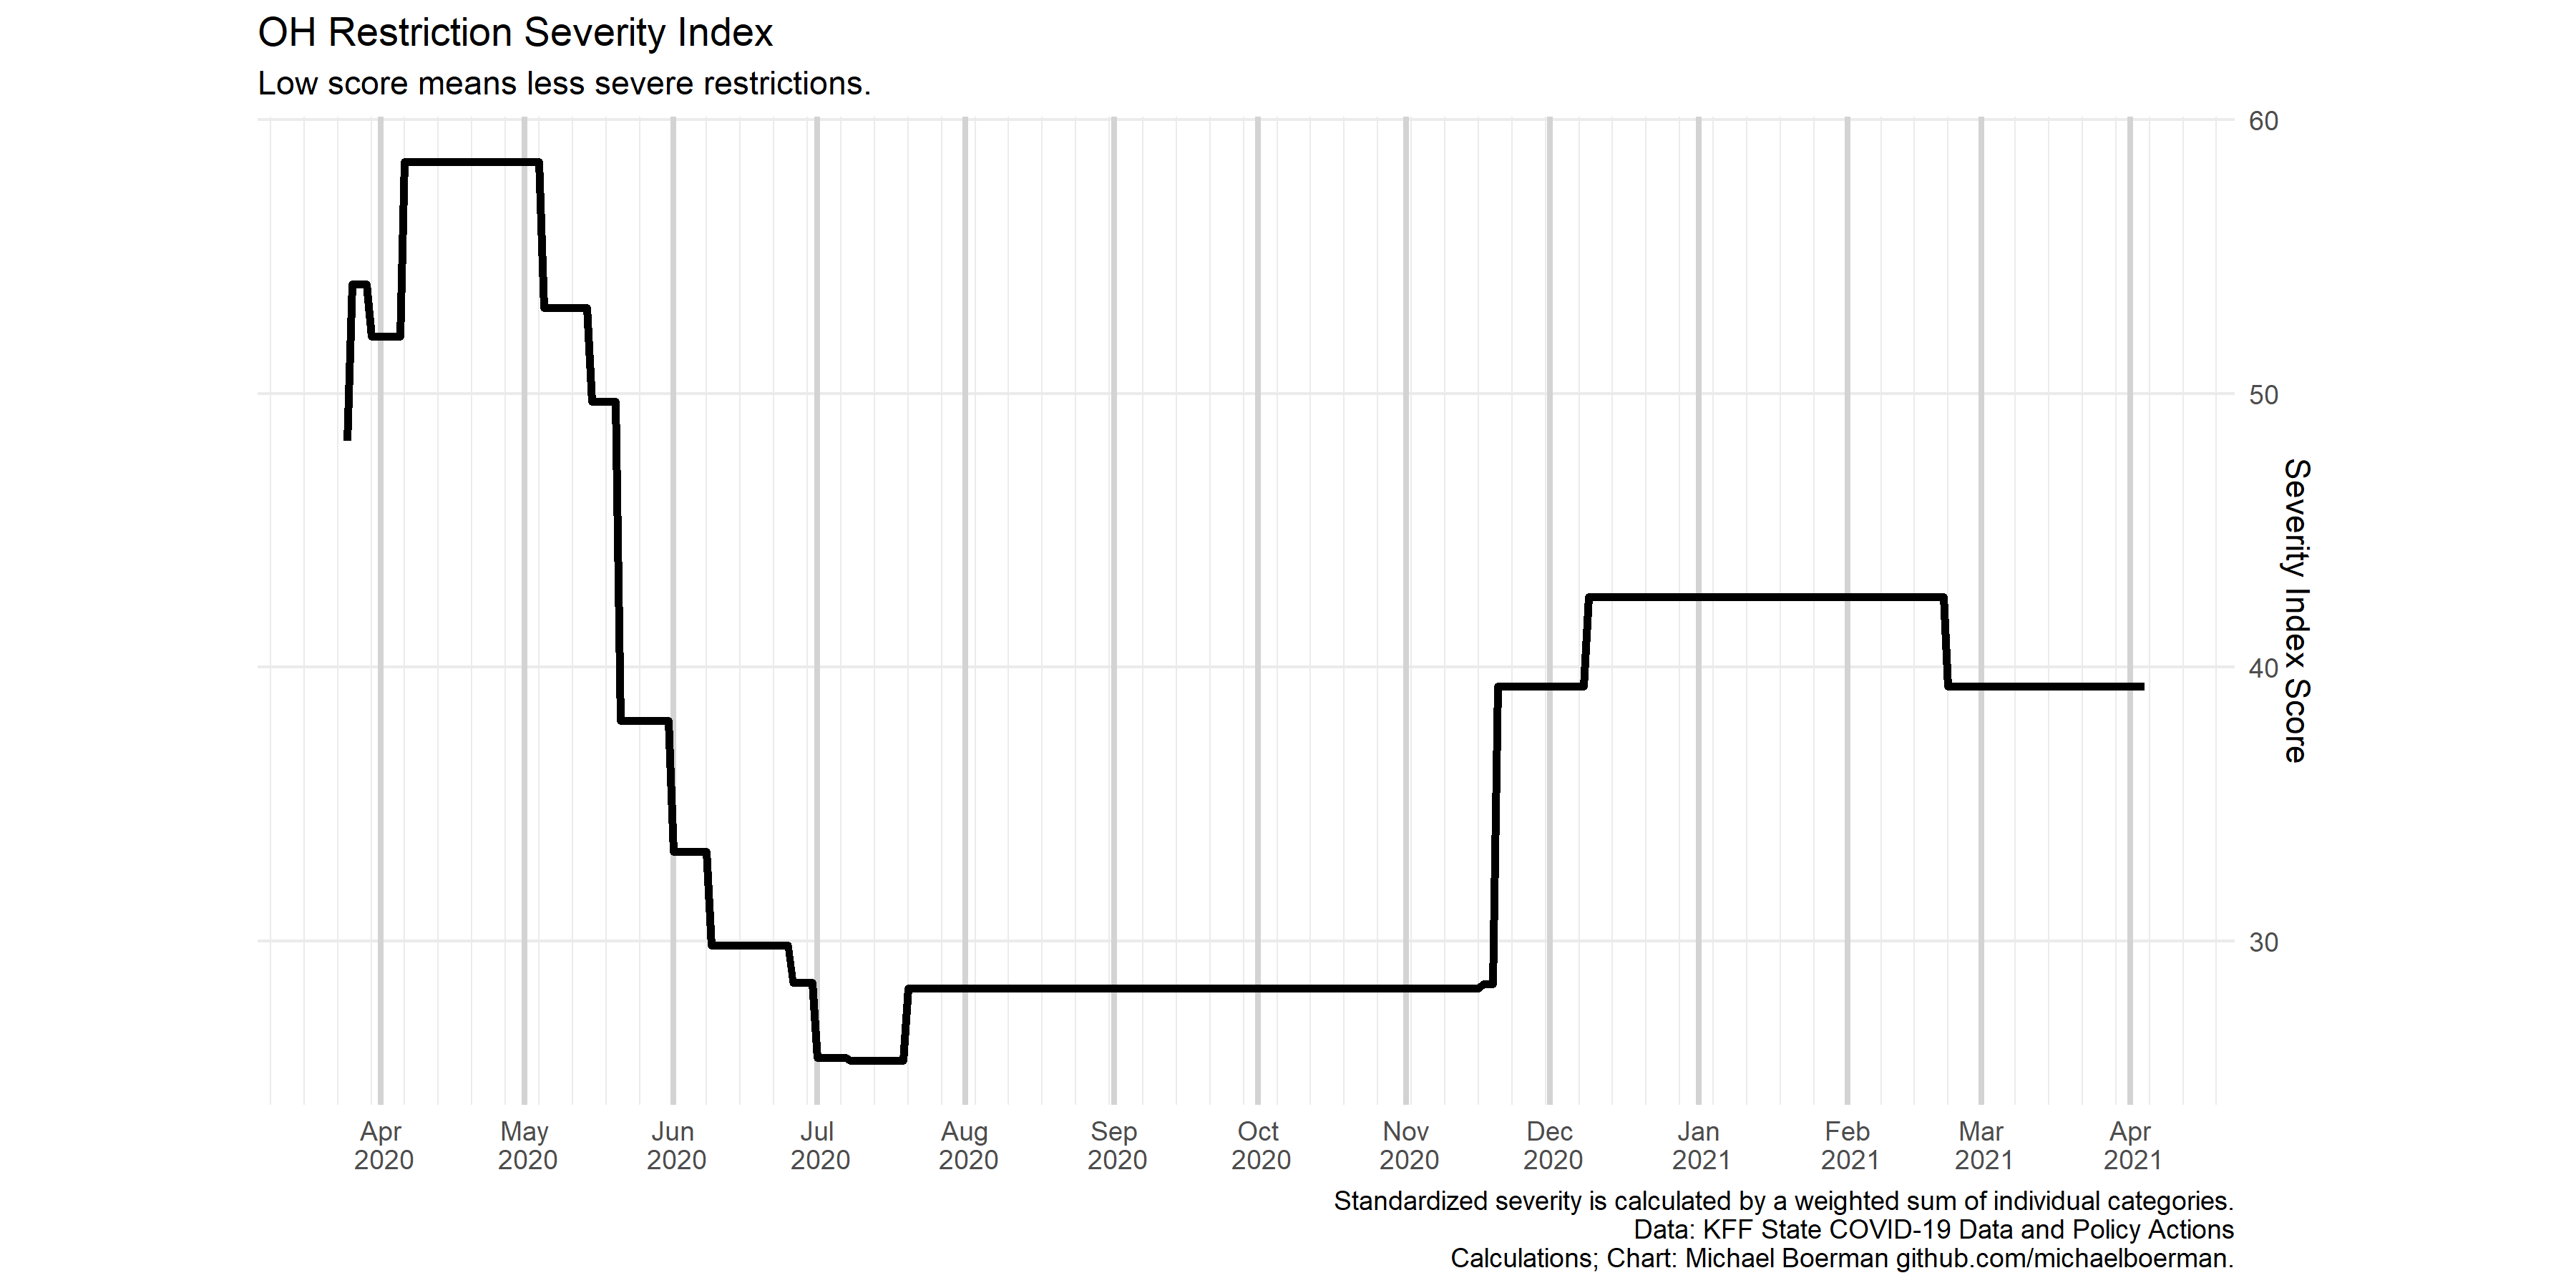 OH Restriction Severity Index
Low score means less severe restrictions.
60
50
40
30
Severity Index Score
Apr 2020
May 2020
Jun 2020
Jul 2020
Aug 2020
Sep 2020
Oct 2020
Nov 2020
Dec 2020
Jan 2021
Feb 2021
Mar 2021
Apr 2021
Standardized severity is calculated by a weighted sum of individual categories.
Data: KFF State COVID-19 Data and Policy Actions
Calculations; Chart: Michael Boerman github.com/michaelboerman.